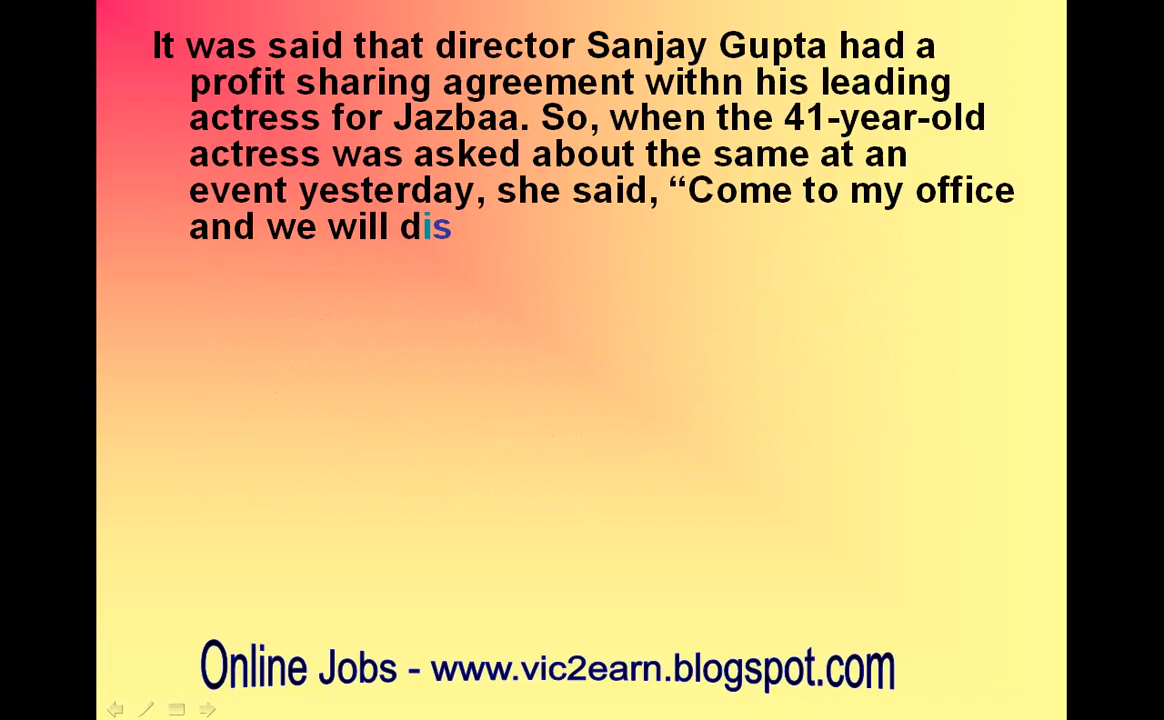 It was said that director Sanjay Gupta had a
profit sharing agreement withn his leading
actress for Jazbaa. So, when the 41-year-old
actress was asked about the same at an
event yesterday, she said, “Come to my office
and we will dis
Online Jobs - www.vic2earn.blogspot.com